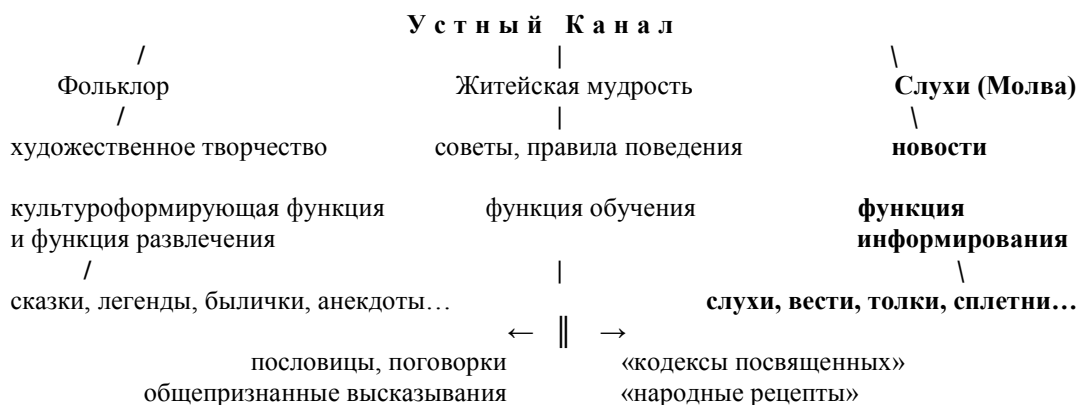 Устный Канал
/ | \
Фольклор Житейская мудрость Слухи (Молва)
/ | \
художественное творчество советы, правила поведения новости
культуроформирующая функция функция обучения функция
и функция развлечения информирования
/ | \
сказки, легенды, былички, анекдоты… слухи, вести, толки, сплетни…
← ‖ →
пословицы, поговорки «кодексы посвященных»
общепризнанные высказывания «народные рецепты»